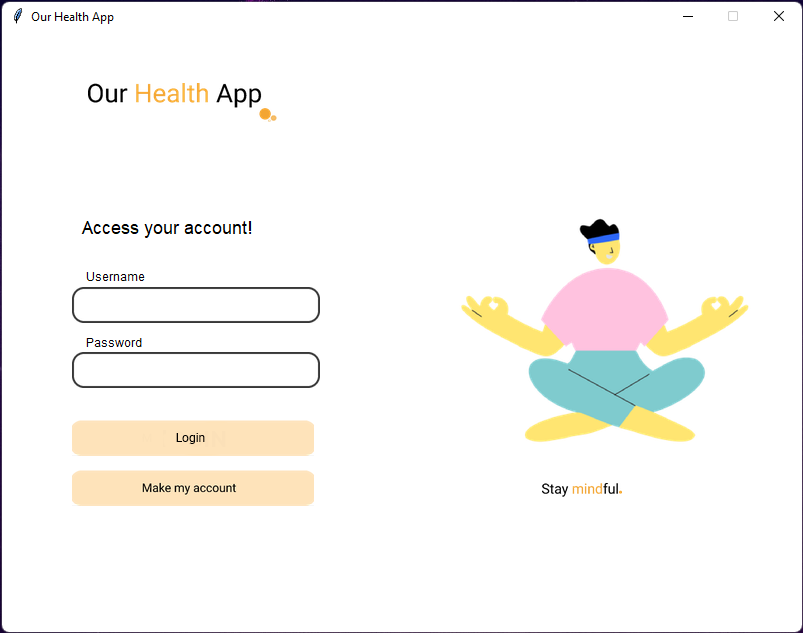 Our Health App
Our Health App
Access your account!
Username
Password
Login
Make my account
Stay mindful.